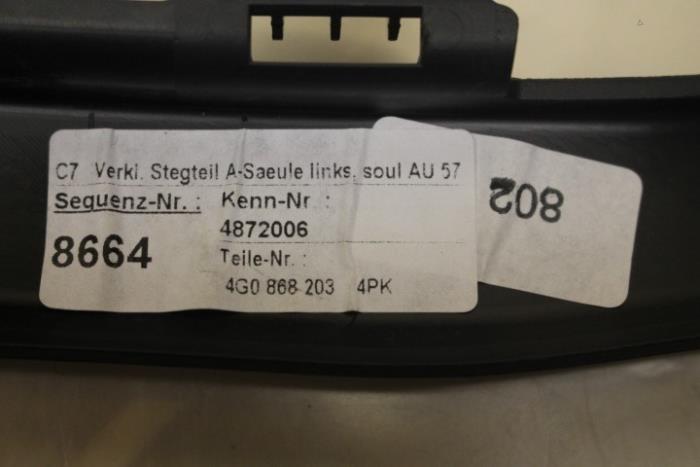 C7 Verkl. Stegteil A-Saeule links, soul AU 57
Sequenz-Nr. :
8664
Kenn-Nr. :
4872006
Teile-Nr. :
4G0 868 203 4PK
802